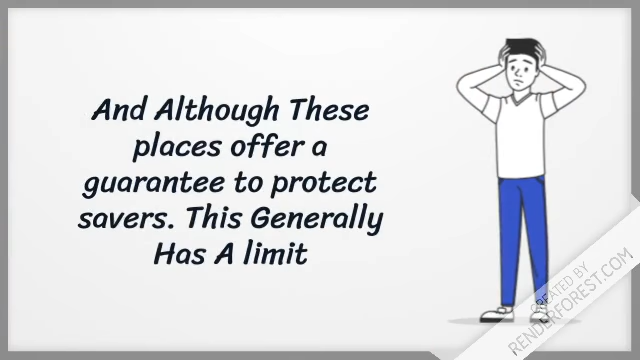 And Although These
places offer a
guarantee to protect
savers. This Generally
Has A limit
CREATED BY
RENDERFOREST.COM